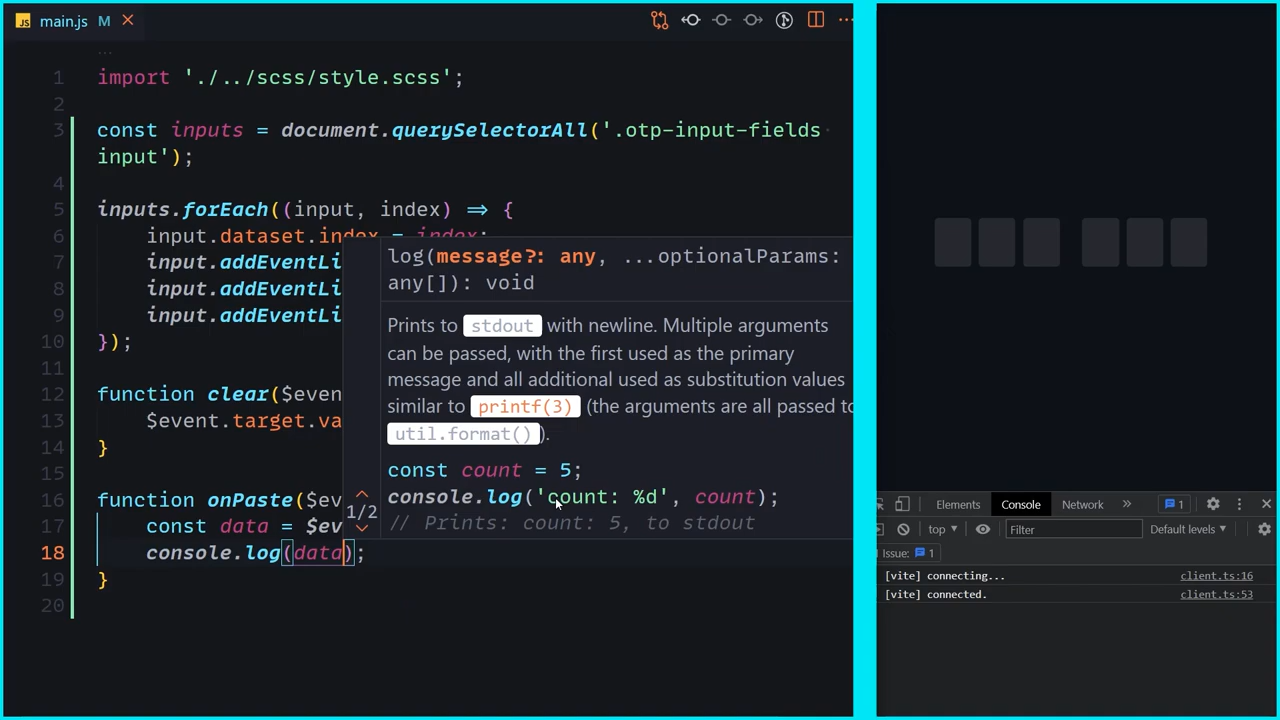 main.js M
...
1 import './../scss/style.scss';
2
3 const inputs = document.querySelectorAll('.otp-input-fields
input');
4
5 inputs.forEach((input, index) ⇒ {
6 input.dataset.index = index;
7 input.addEventLi
8 input.addEventLi
9 input.addEventLi
10 });
11
12 function clear($even
13 $event.target.va
14 }
15
16 function onPaste($ev
17 const data = $ev
18 console.log(data);
19 }
20
log(message?: any, ...optionalParams:
any[]): void
Prints to stdout with newline. Multiple arguments
can be passed, with the first used as the primary
message and all additional used as substitution values
similar to printf(3) (the arguments are all passed to
util.format()).
const count = 5;
console.log('count: %d', count);
// Prints: count: 5, to stdout
1/2
Elements Console Network » 1
top Filter Default levels
Issue: 1
[vite] connecting... client.ts:16
[vite] connected. client.ts:53